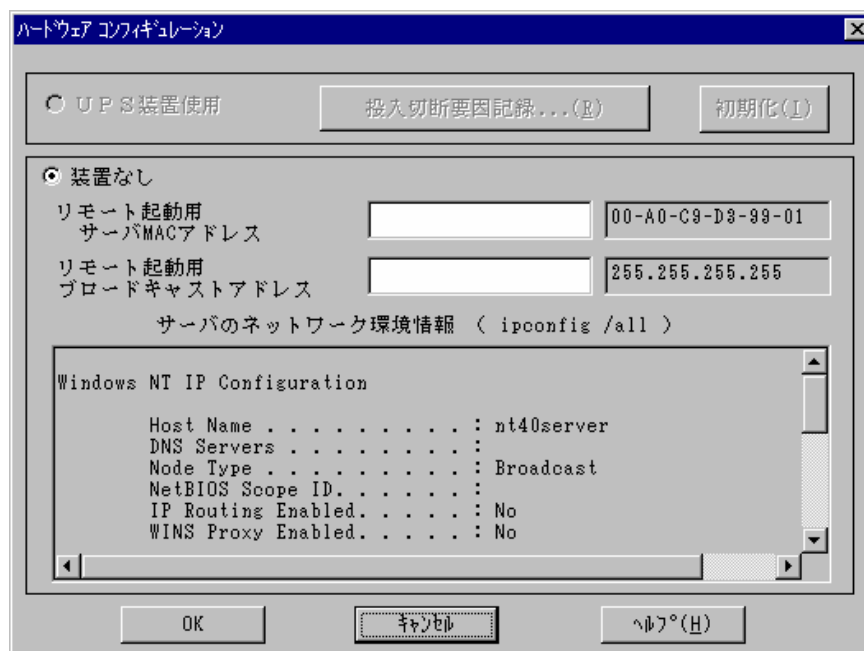 ﾊｰﾄﾞｳｪｱ ｺﾝﾌｨｷﾞｭﾚｰｼｮﾝ
ＵＰＳ装置使用 投入切断要因記録...(R) 初期化(I)
装置なし
リモート起動用
サーバMACアドレス 00-A0-C9-D3-99-01
リモート起動用
ブロードキャストアドレス 255.255.255.255
サーバのネットワーク環境情報 ( ipconfig /all )
Windows NT IP Configuration
Host Name . . . . . . . . . : nt40server
DNS Servers . . . . . . . . :
Node Type . . . . . . . . . : Broadcast
NetBIOS Scope ID. . . . . . :
IP Routing Enabled. . . . . : No
WINS Proxy Enabled. . . . . : No
OK ｷｬﾝｾﾙ ﾍﾙﾌﾟ(H)